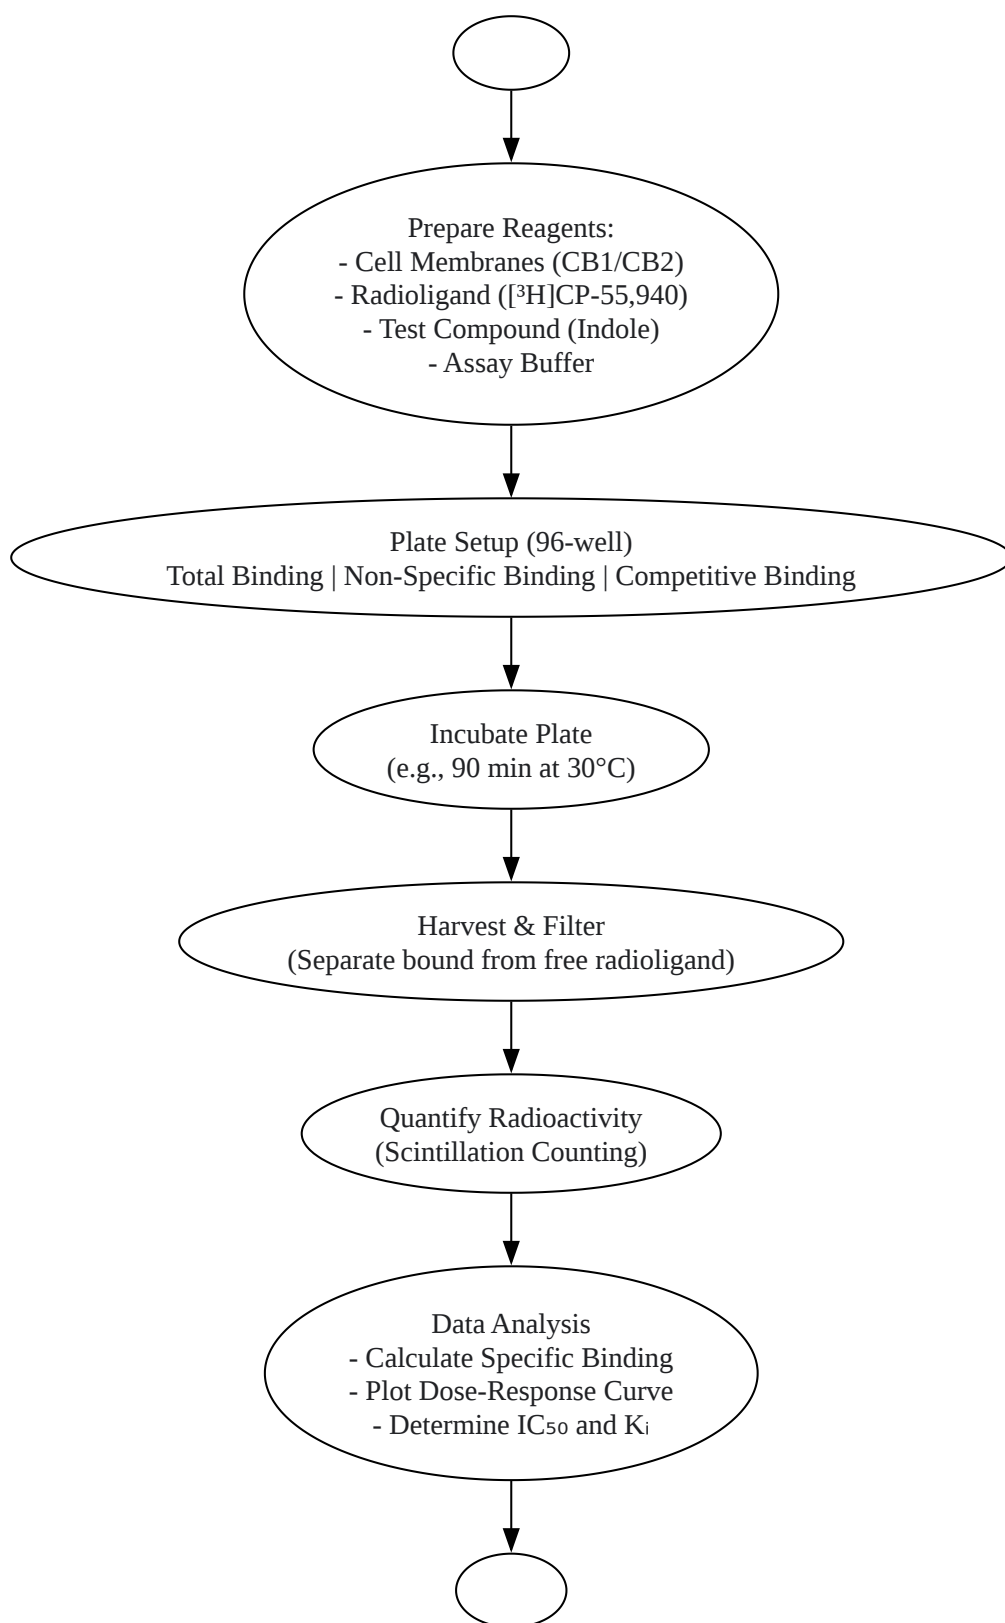 Prepare Reagents:
- Cell Membranes (CB1/CB2)
- Radioligand ([³H]CP-55,940)
- Test Compound (Indole)
- Assay Buffer
Plate Setup (96-well)
Total Binding | Non-Specific Binding | Competitive Binding
Incubate Plate
(e.g., 90 min at 30°C)
Harvest & Filter
(Separate bound from free radioligand)
Quantify Radioactivity
(Scintillation Counting)
Data Analysis
- Calculate Specific Binding
- Plot Dose-Response Curve
- Determine IC₅₀ and Kᵢ